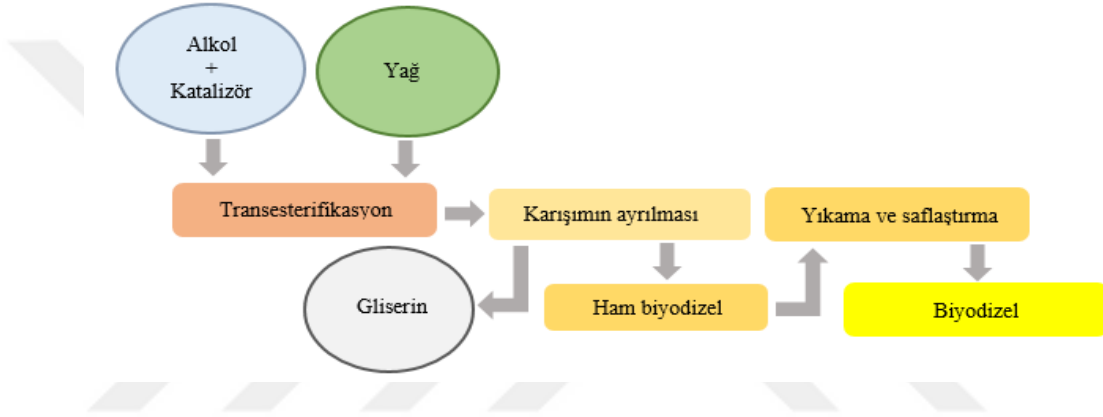 Alkol
+
Katalizör
Yağ
Transesterifikasyon
Karışımın ayrılması
Yıkama ve saflaştırma
Gliserin
Ham biyodizel
Biyodizel